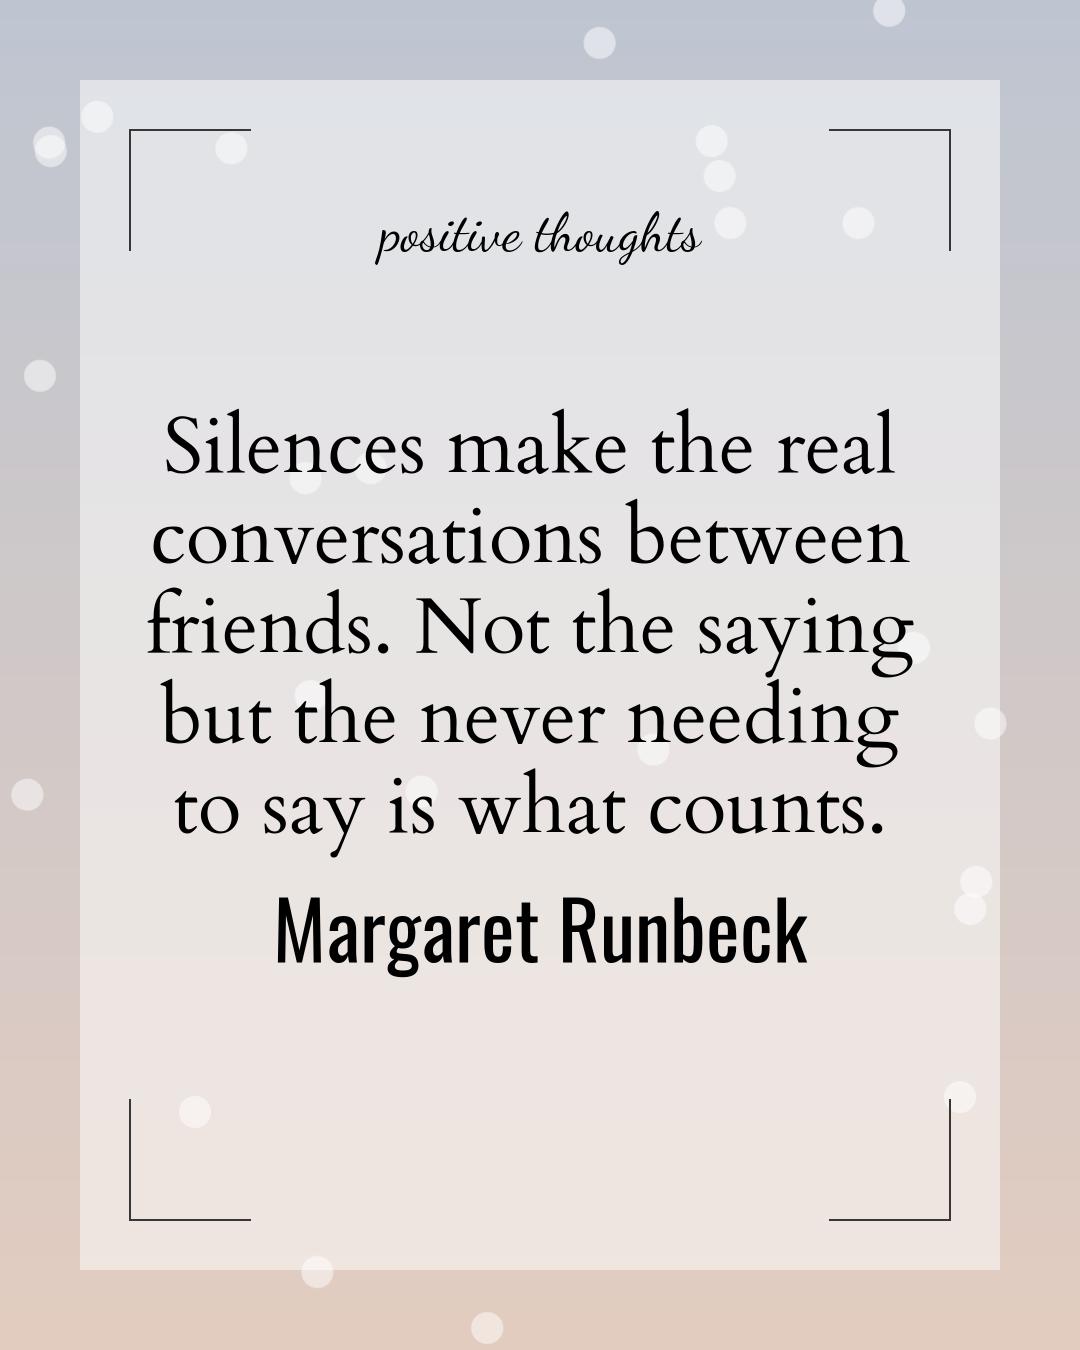 positive thoughts
Silences make the real
conversations between
friends. Not the saying
but the never needing
to say is what counts.
Margaret Runbeck